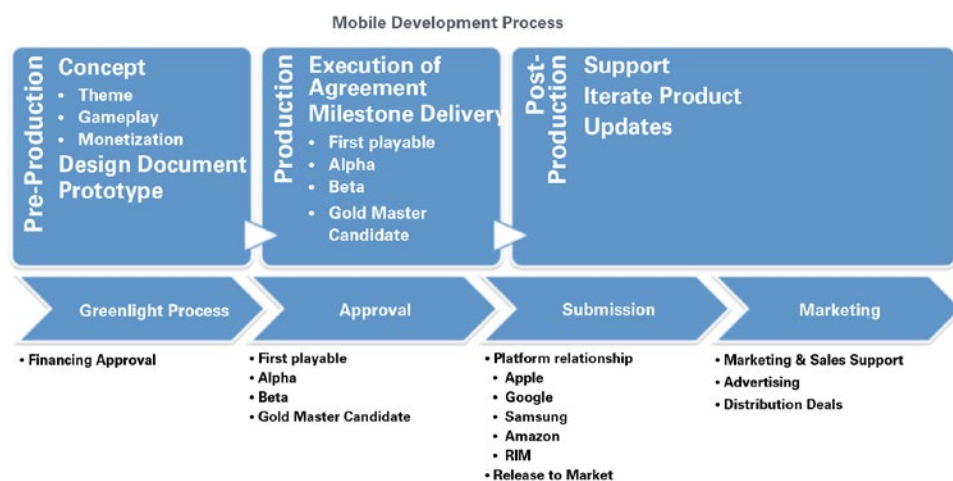 Mobile Development Process
Pre-Production
Concept
• Theme
• Gameplay
• Monetization
Design Document
Prototype
Production
Execution of
Agreement
Milestone Delivery
• First playable
• Alpha
• Beta
• Gold Master
Candidate
Post-
Production
Support
Iterate Product
Updates
Greenlight Process
• Financing Approval
Approval
• First playable
• Alpha
• Beta
• Gold Master Candidate
Submission
• Platform relationship
• Apple
• Google
• Samsung
• Amazon
• RIM
• Release to Market
Marketing
• Marketing & Sales Support
• Advertising
• Distribution Deals